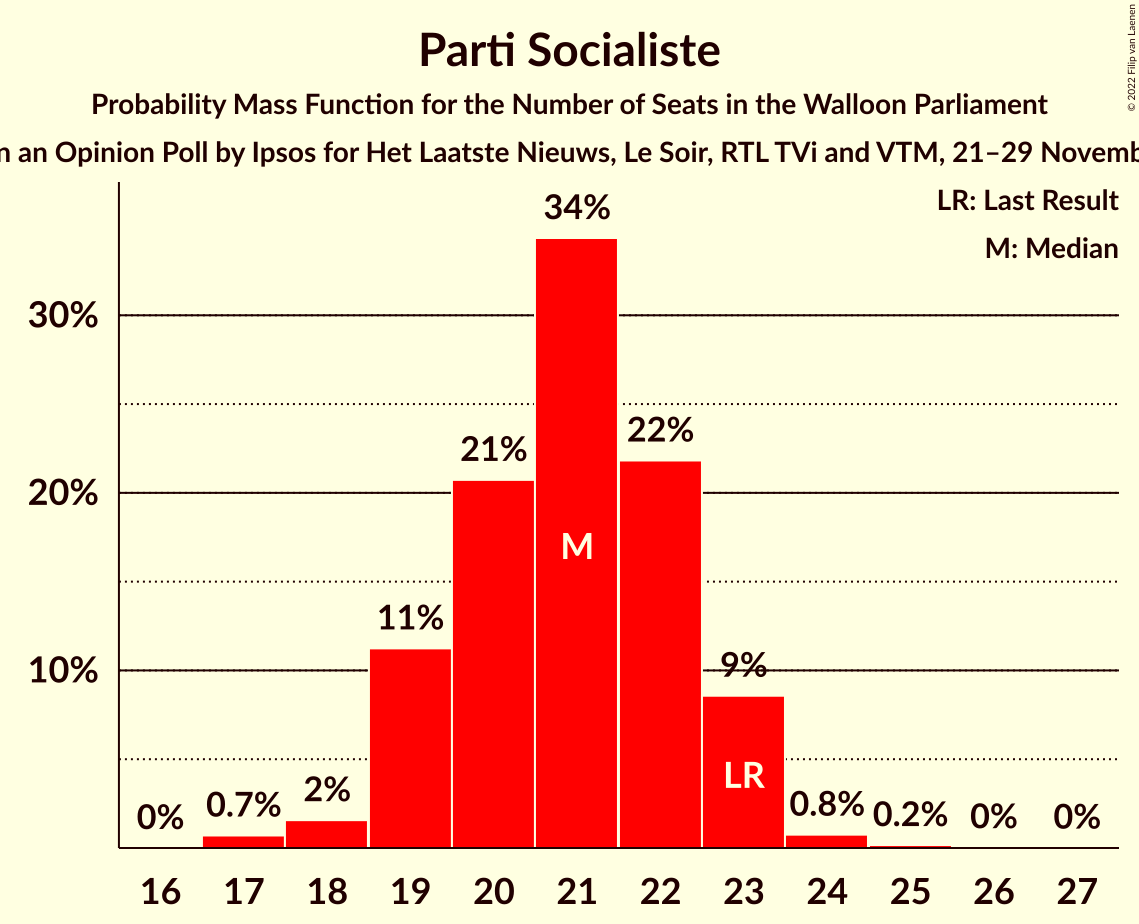 © 2022 Filip van Laenen
Parti Socialiste
Probability Mass Function for the Number of Seats in the Walloon Parliament
an Opinion Poll by Ipsos for Het Laatste Nieuws, Le Soir, RTL TVi and VTM, 21–29
LR: Last Result
M: Median
34%
30%
22%
21%
20%
M
11%
10%
9%
LR
0% 0.7% 2% 0.8% 0.2% 0% 0%
16 17 18 19 20 21 22 23 24 25 26 27